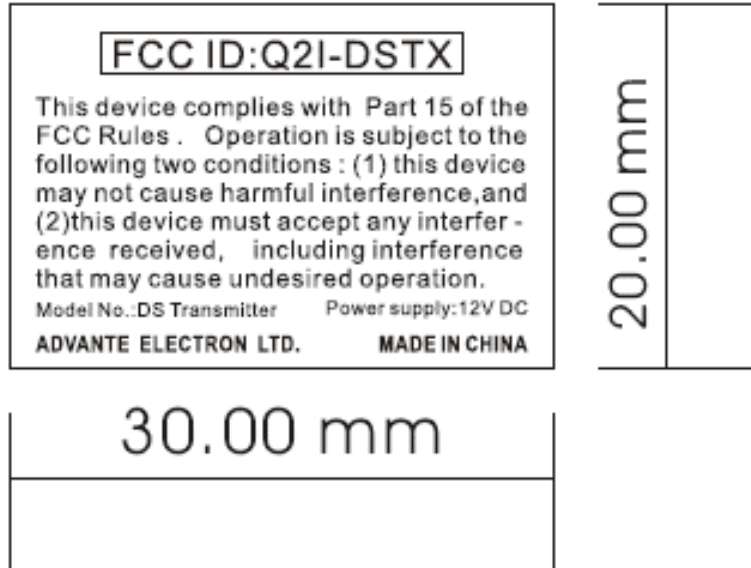 FCC ID:Q2I-DSTX
This device complies with Part 15 of the
FCC Rules . Operation is subject to the
following two conditions : (1) this device
may not cause harmful interference,and
(2)this device must accept any interfer -
ence received, including interference
that may cause undesired operation.
Model No.:DS Transmitter Power supply:12V DC
ADVANTE ELECTRON LTD. MADE IN CHINA
20.00 mm
30.00 mm